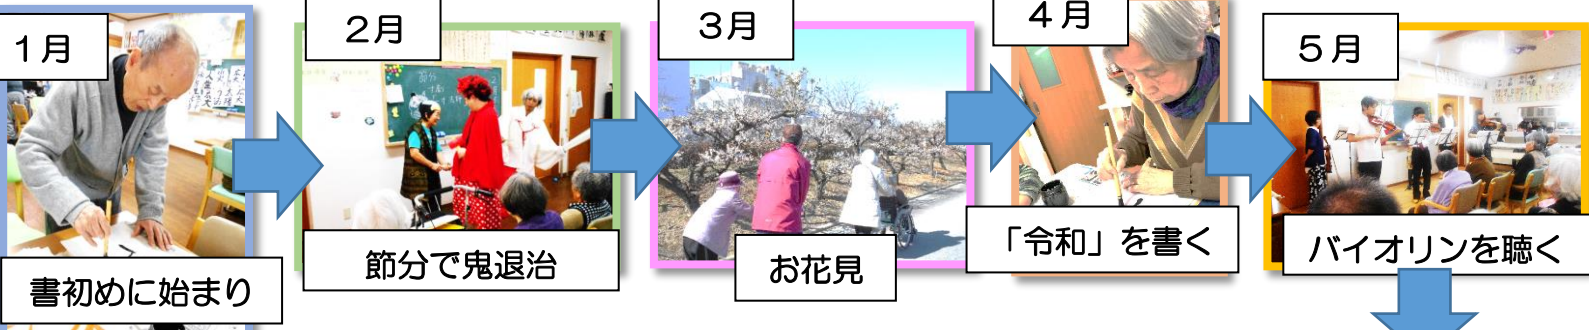 1月
書初めに始まり
2月
節分で鬼退治
3月
お花見
4月
「令和」を書く
5月
バイオリンを聴く
節分